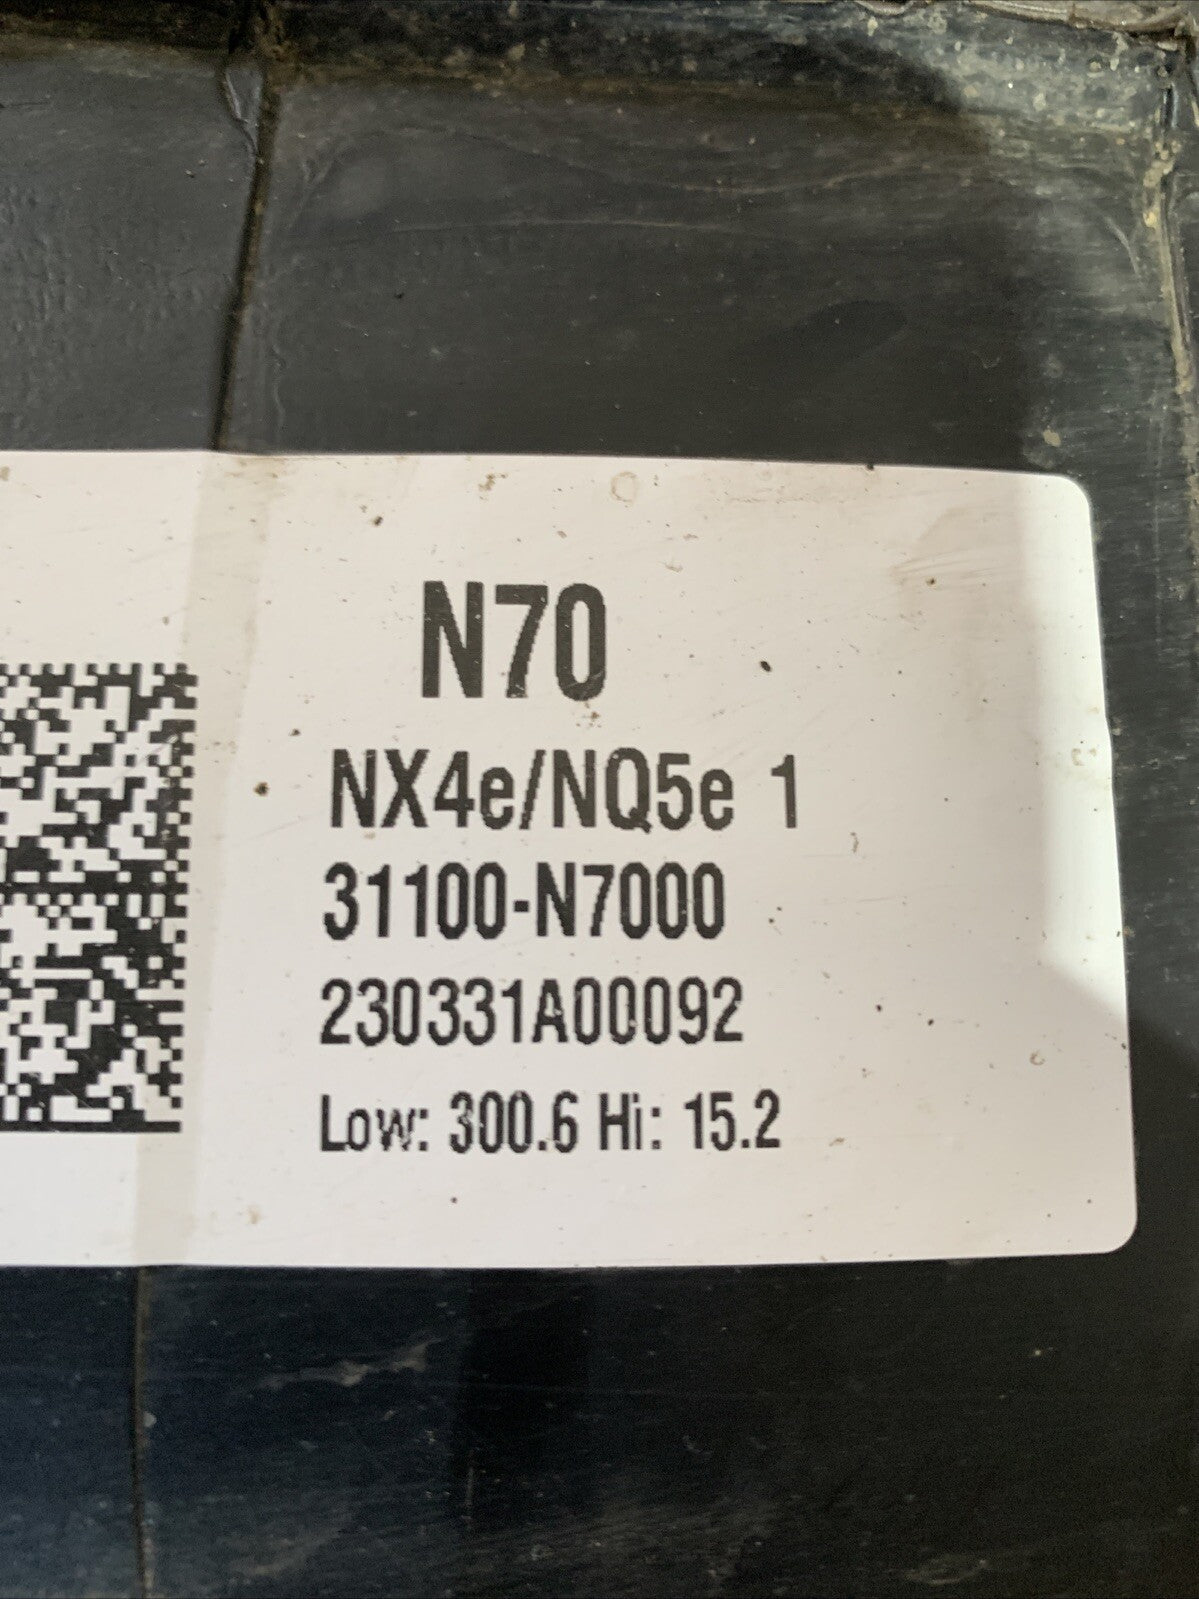 N70
NX4e/NQ5e 1
31100-N7000
230331A00092
Low: 300.6 Hi: 15.2